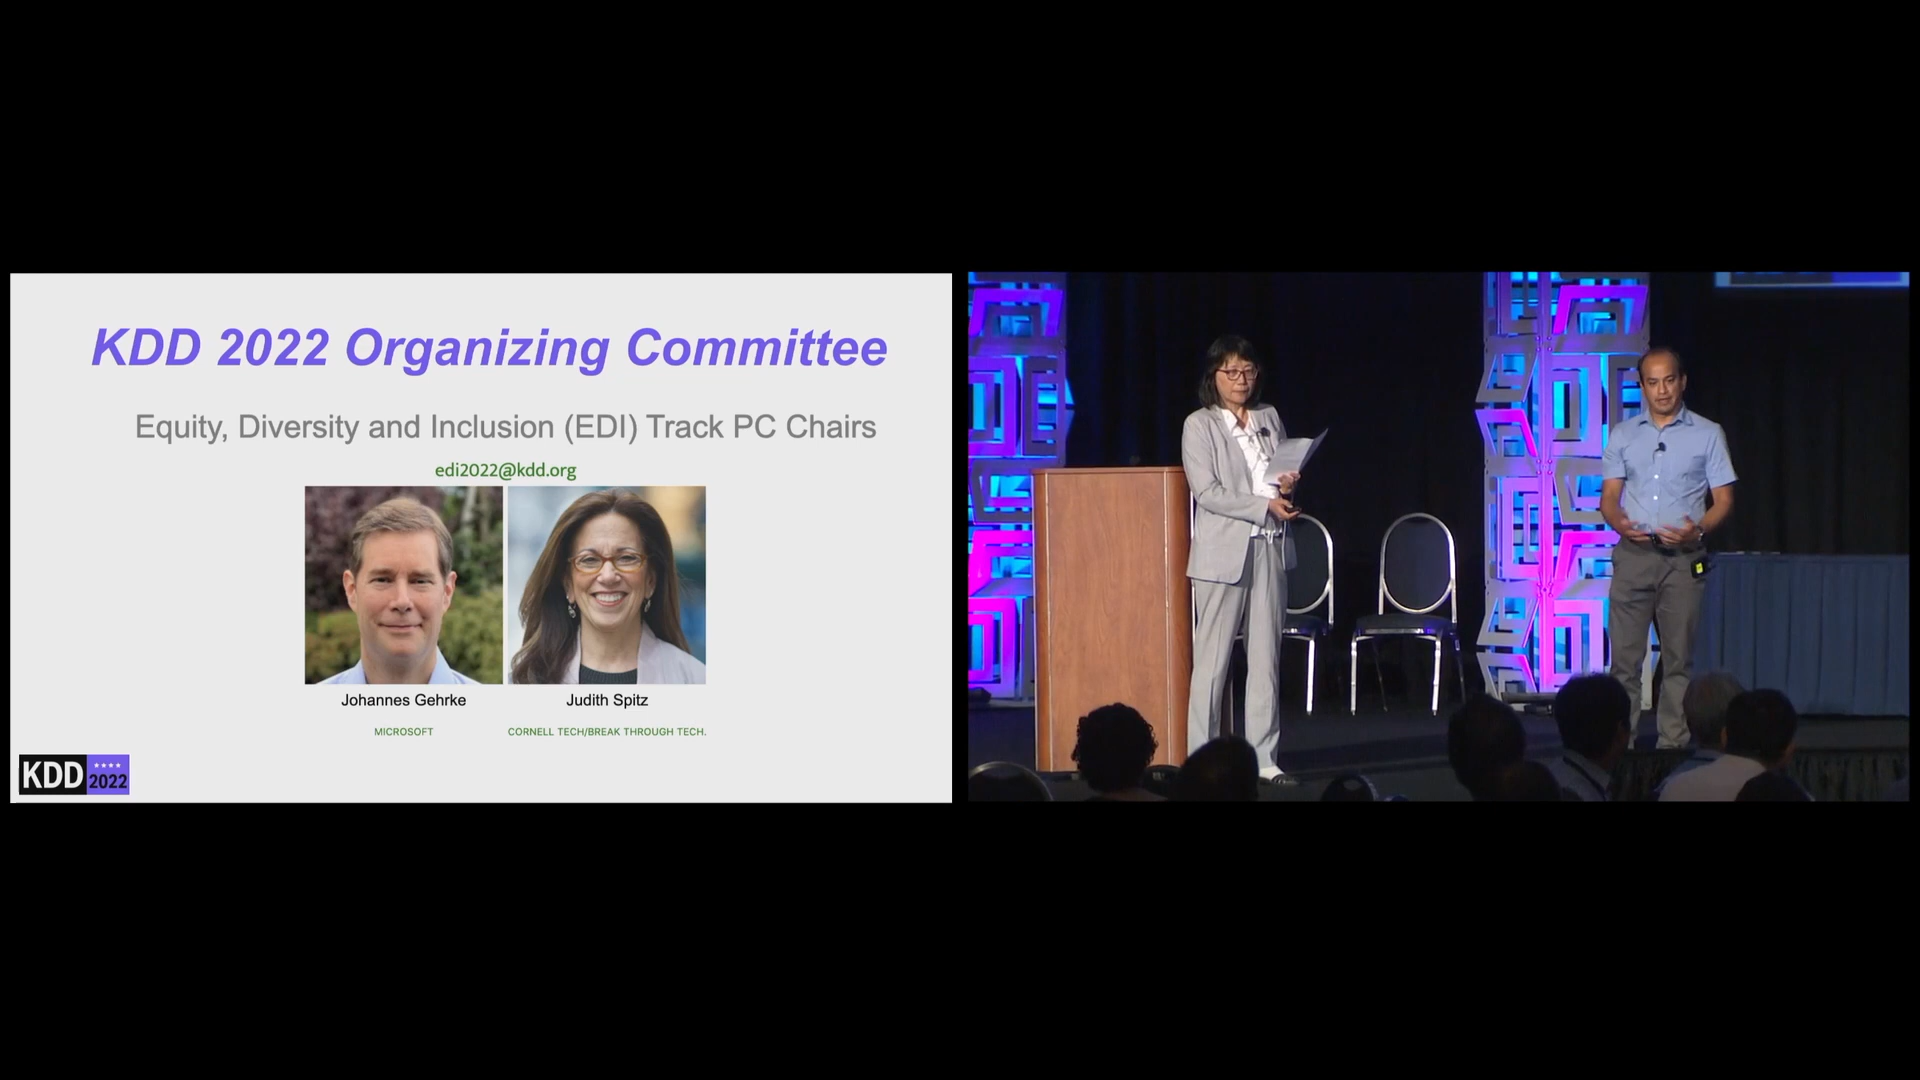 KDD 2022 Organizing Committee
Equity, Diversity and Inclusion (EDI) Track PC Chairs
edi2022@kdd.org
Johannes Gehrke
Judith Spitz
MICROSOFT
CORNELL TECH/BREAK THROUGH TECH.
KDD 2022